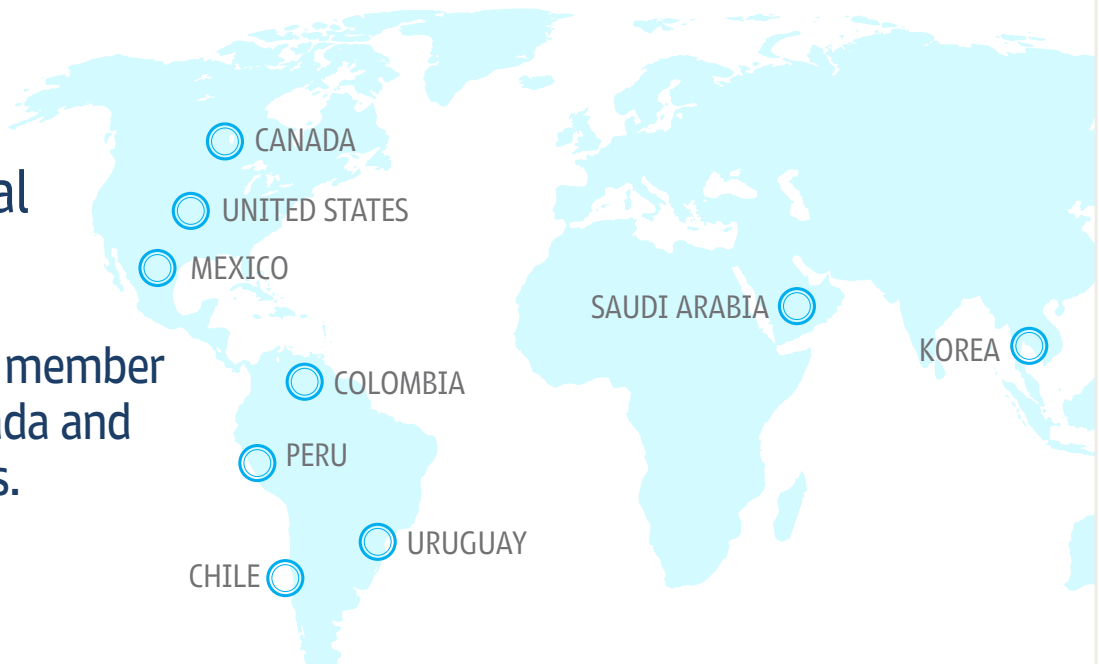 al
member
da and
s.
CANADA
UNITED STATES
MEXICO
SAUDI ARABIA
KOREA
COLOMBIA
PERU
URUGUAY
CHILE